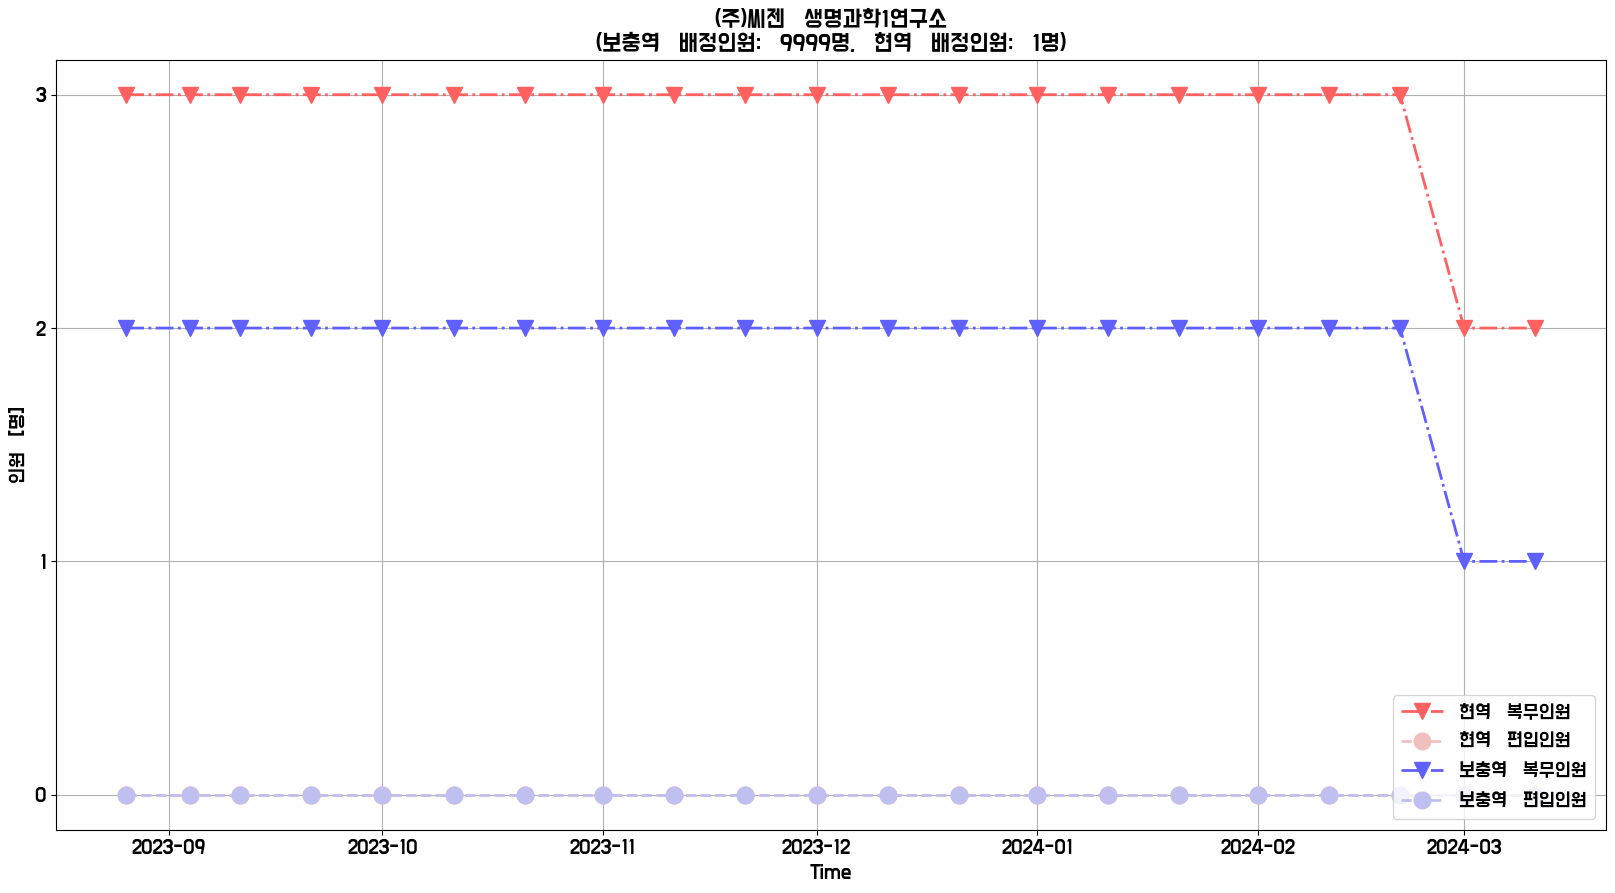 (주)씨젠 생명과학1연구소
(보충역 배정인원: 9999명, 현역 배정인원: 1명)
3
2
1
0
인원 [명]
2023-09 2023-10 2023-11 2023-12 2024-01 2024-02 2024-03
Time
현역 복무인원
현역 편입인원
보충역 복무인원
보충역 편입인원